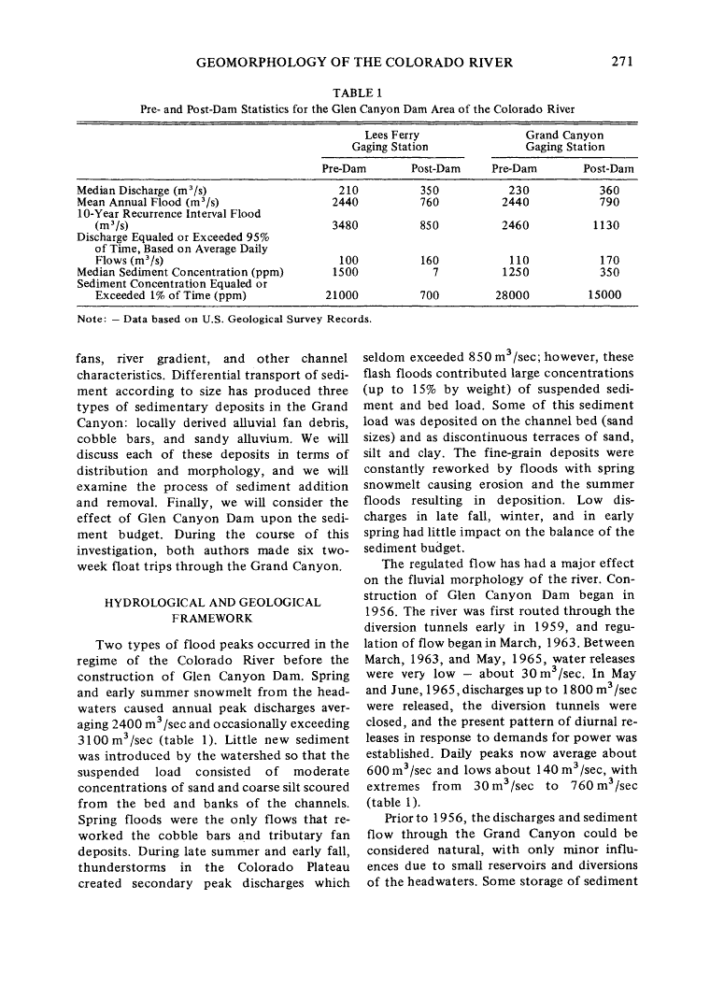 GEOMORPHOLOGY OF THE COLORADO RIVER 271
TABLE 1
Pre- and Post-Dam Statistics for the Glen Canyon Dam Area of the Colorado River
Lees Ferry Grand Canyon
Gaging Station Gaging Station
Pre-Dam Post-Dam Pre-Dam Post-Dam
Median Discharge (m³/s) 210 350 230 360
Mean Annual Flood (m³/s) 2440 760 2440 790
10-Year Recurrence Interval Flood
(m³/s) 3480 850 2460 1130
Discharge Equaled or Exceeded 95%
of Time, Based on Average Daily
Flows (m³/s) 100 160 110 170
Median Sediment Concentration (ppm) 1500 7 1250 350
Sediment Concentration Equaled or
Exceeded 1% of Time (ppm) 21000 700 28000 15000
Note: — Data based on U.S. Geological Survey Records.
fans, river gradient, and other channel
characteristics. Differential transport of sedi-
ment according to size has produced three
types of sedimentary deposits in the Grand
Canyon: locally derived alluvial fan debris,
cobble bars, and sandy alluvium. We will
discuss each of these deposits in terms of
distribution and morphology, and we will
examine the process of sediment addition
and removal. Finally, we will consider the
effect of Glen Canyon Dam upon the sedi-
ment budget. During the course of this
investigation, both authors made six two-
week float trips through the Grand Canyon.
HYDROLOGICAL AND GEOLOGICAL
FRAMEWORK
Two types of flood peaks occurred in the
regime of the Colorado River before the
construction of Glen Canyon Dam. Spring
and early summer snowmelt from the head-
waters caused annual peak discharges aver-
aging 2400 m³/sec and occasionally exceeding
3100 m³/sec (table 1). Little new sediment
was introduced by the watershed so that the
suspended load consisted of moderate
concentrations of sand and coarse silt scoured
from the bed and banks of the channels.
Spring floods were the only flows that re-
worked the cobble bars and tributary fan
deposits. During late summer and early fall,
thunderstorms in the Colorado Plateau
created secondary peak discharges which
seldom exceeded 850 m³/sec; however, these
flash floods contributed large concentrations
(up to 15% by weight) of suspended sedi-
ment and bed load. Some of this sediment
load was deposited on the channel bed (sand
sizes) and as discontinuous terraces of sand,
silt and clay. The fine-grain deposits were
constantly reworked by floods with spring
snowmelt causing erosion and the summer
floods resulting in deposition. Low dis-
charges in late fall, winter, and in early
spring had little impact on the balance of the
sediment budget.
The regulated flow has had a major effect
on the fluvial morphology of the river. Con-
struction of Glen Canyon Dam began in
1956. The river was first routed through the
diversion tunnels early in 1959, and regu-
lation of flow began in March, 1963. Between
March, 1963, and May, 1965, water releases
were very low — about 30 m³/sec. In May
and June, 1965, discharges up to 1800 m³/sec
were released, the diversion tunnels were
closed, and the present pattern of diurnal re-
leases in response to demands for power was
established. Daily peaks now average about
600 m³/sec and lows about 140 m³/sec, with
extremes from 30 m³/sec to 760 m³/sec
(table 1).
Prior to 1956, the discharges and sediment
flow through the Grand Canyon could be
considered natural, with only minor influ-
ences due to small reservoirs and diversions
of the headwaters. Some storage of sediment